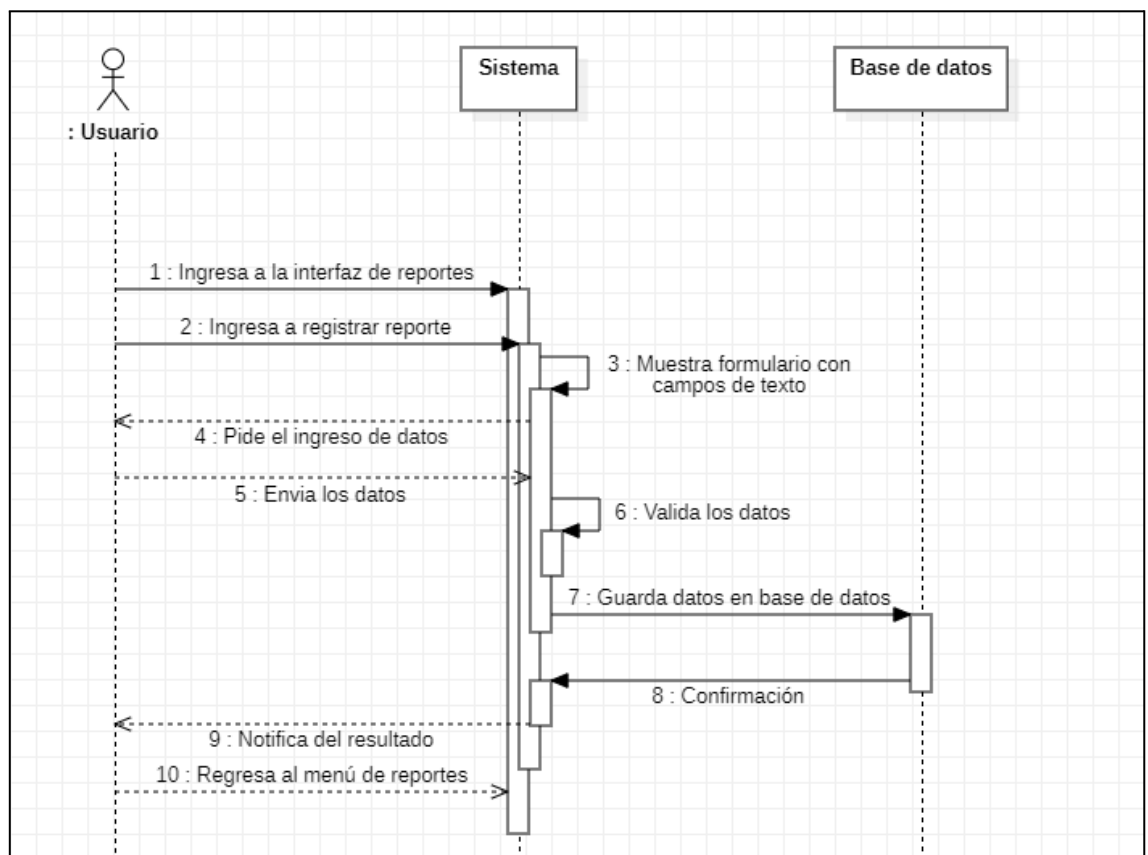 Sistema
Base de datos
: Usuario
1 : Ingresa a la interfaz de reportes
2 : Ingresa a registrar reporte
3 : Muestra formulario con
campos de texto
4 : Pide el ingreso de datos
5 : Envia los datos
6 : Valida los datos
7 : Guarda datos en base de datos
8 : Confirmación
9 : Notifica del resultado
10 : Regresa al menú de reportes